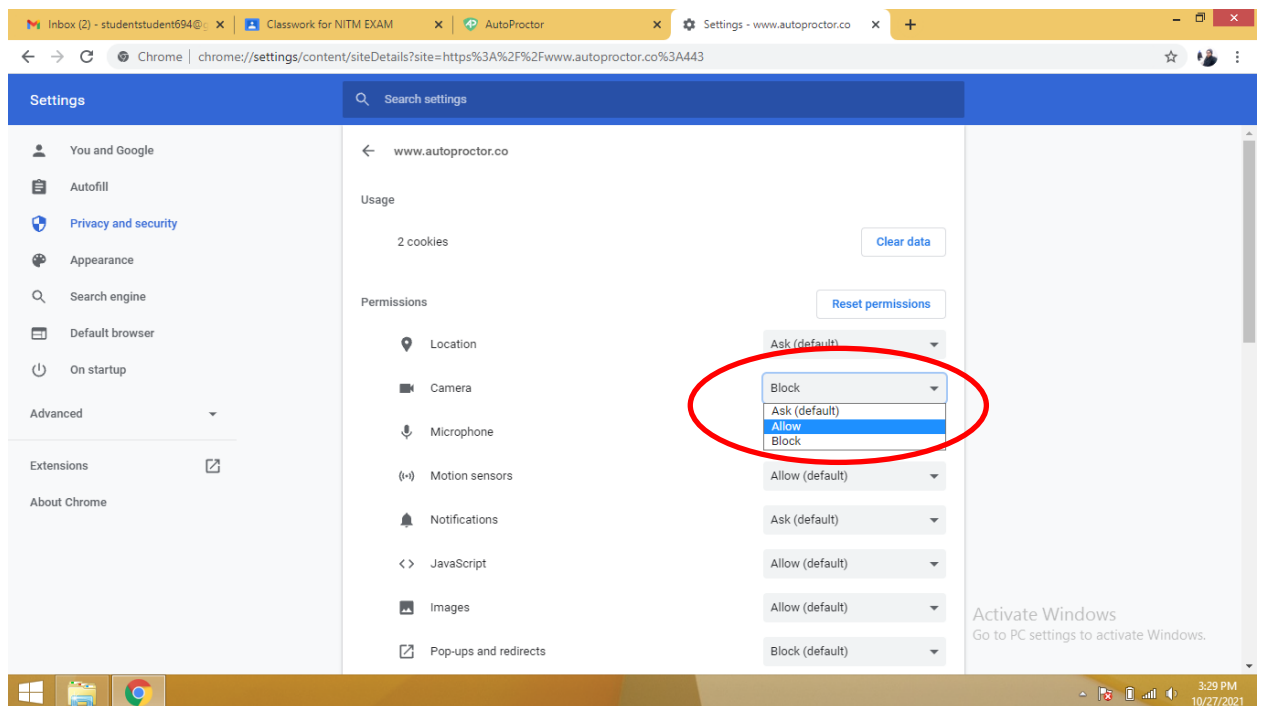 Inbox (2) - studentstudent694@g
Classwork for NITM EXAM
AutoProctor
Settings - www.autoproctor.co
Chrome | chrome://settings/content/siteDetails?site=https%3A%2F%2Fwww.autoproctor.co%3A443
Settings
Search settings
You and Google
Autofill
Privacy and security
Appearance
Search engine
Default browser
On startup
Advanced
Extensions
About Chrome
www.autoproctor.co
Usage
2 cookies
Clear data
Permissions
Reset permissions
Location
Ask (default)
Camera
Block
Ask (default)
Allow
Block
Microphone
Motion sensors
Allow (default)
Notifications
Ask (default)
JavaScript
Allow (default)
Images
Allow (default)
Pop-ups and redirects
Block (default)
Activate Windows
Go to PC settings to activate Windows.
3:29 PM
10/27/2021